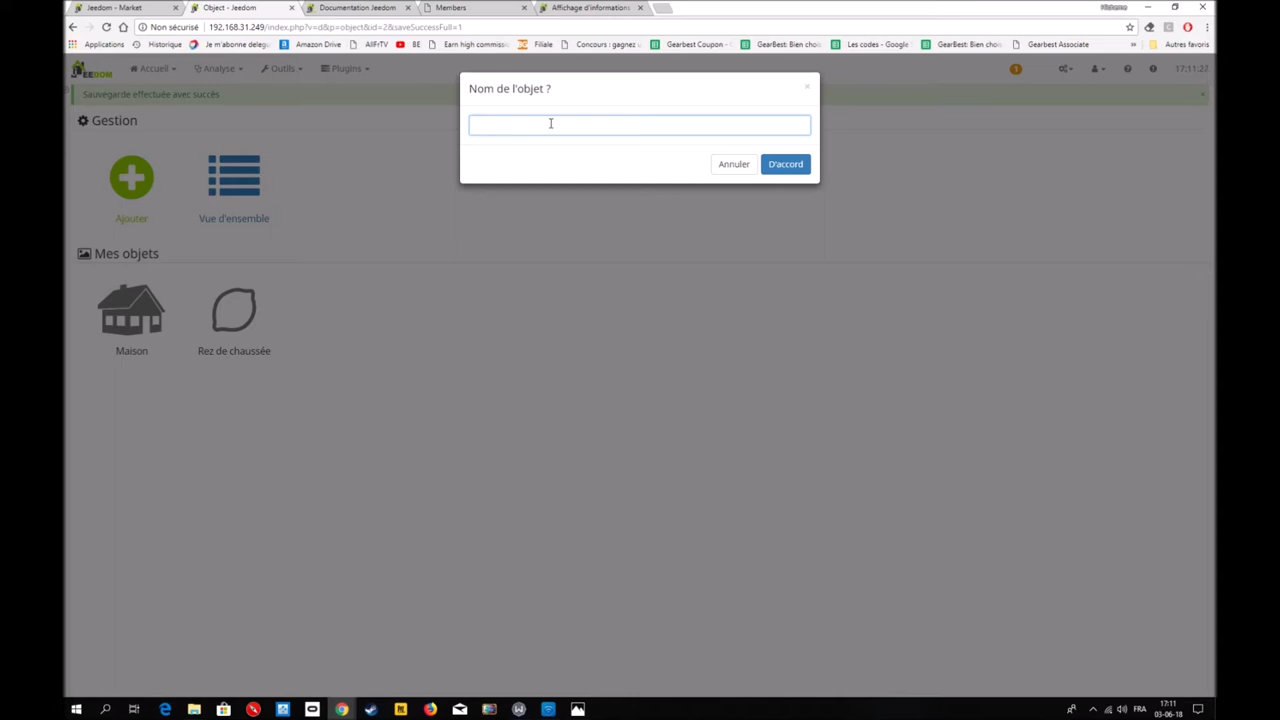 Jeedom - Market
Object - Jeedom
Documentation Jeedom
Members
Affichage d'informations
Non sécurisé
192.168.31.249/index.php?v=d&p=object&id=2&saveSuccessFull=1
Applications
Historique
Je m'abonne deleg
Amazon Drive
AllFrTV
BE
Earn high commissi
Filiale
Concours : gagnez u
Gearbest Coupon -
GearBest: Bien choi
Les codes - Google
GearBest: Bien choi
Gearbest Associate
»
Autres favoris
EEDOM
Accueil
Analyse
Outils
Plugins
1
Sauvegarde effectuée avec succès
Gestion
Nom de l'objet ?
×
Annuler
D'accord
Ajouter
Vue d'ensemble
Mes objets
Maison
Rez de chaussée
FRA
17:11
03-06-18